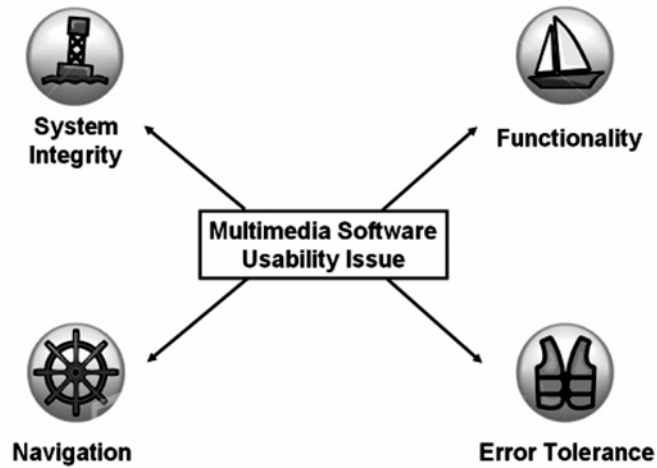 System
Integrity
Functionality
Multimedia Software
Usability Issue
Navigation
Error Tolerance